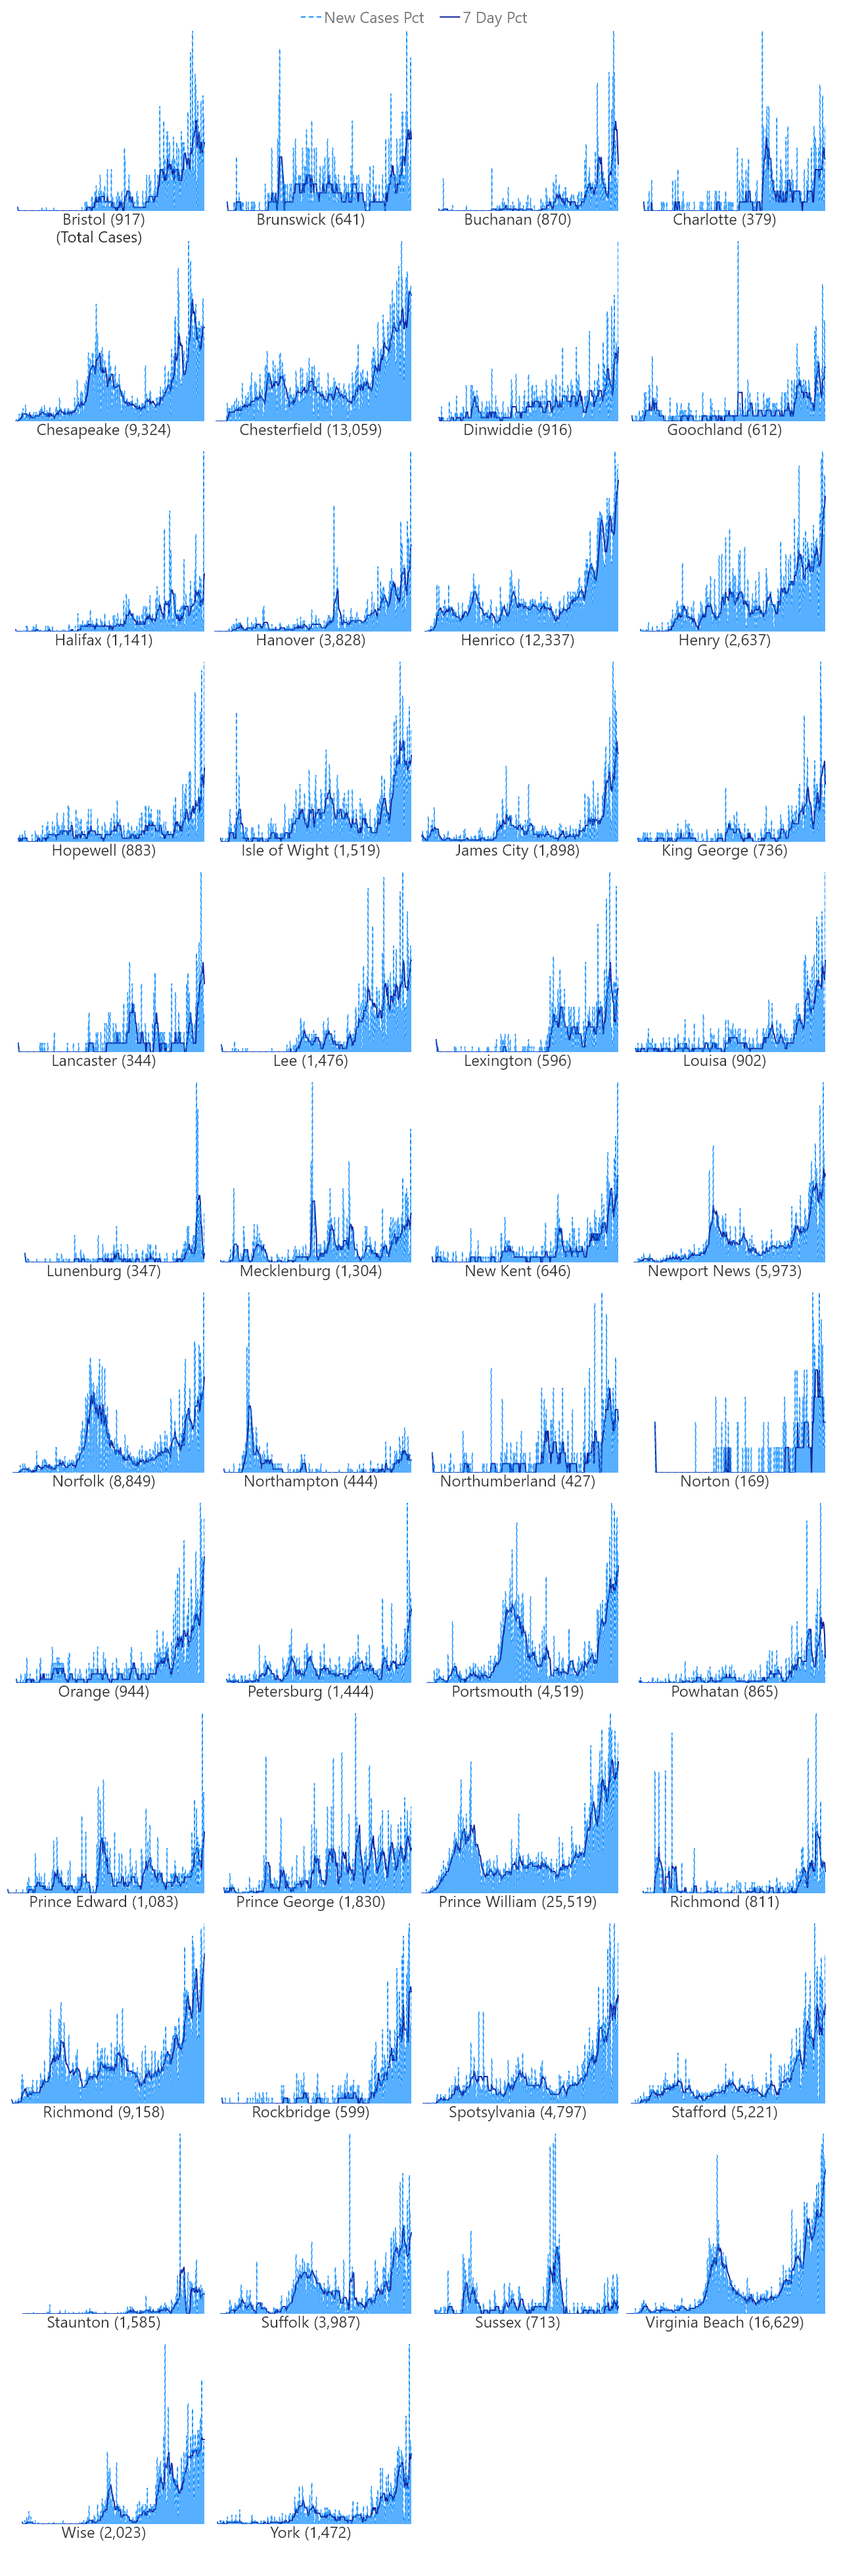 New Cases Pct 7 Day Pct
Bristol (917) Brunswick (641) Buchanan (870) Charlotte (379)
(Total Cases)
Chesapeake (9,324) Chesterfield (13,059) Dinwiddie (916) Goochland (612)
Halifax (1,141) Hanover (3,828) Henrico (12,337) Henry (2,637)
Hopewell (883) Isle of Wight (1,519) James City (1,898) King George (736)
Lancaster (344) Lee (1,476) Lexington (596) Louisa (902)
Lunenburg (347) Mecklenburg (1,304) New Kent (646) Newport News (5,973)
Norfolk (8,849) Northampton (444) Northumberland (427) Norton (169)
Orange (944) Petersburg (1,444) Portsmouth (4,519) Powhatan (865)
Prince Edward (1,083) Prince George (1,830) Prince William (25,519) Richmond (811)
Richmond (9,158) Rockbridge (599) Spotsylvania (4,797) Stafford (5,221)
Staunton (1,585) Suffolk (3,987) Sussex (713) Virginia Beach (16,629)
Wise (2,023) York (1,472)